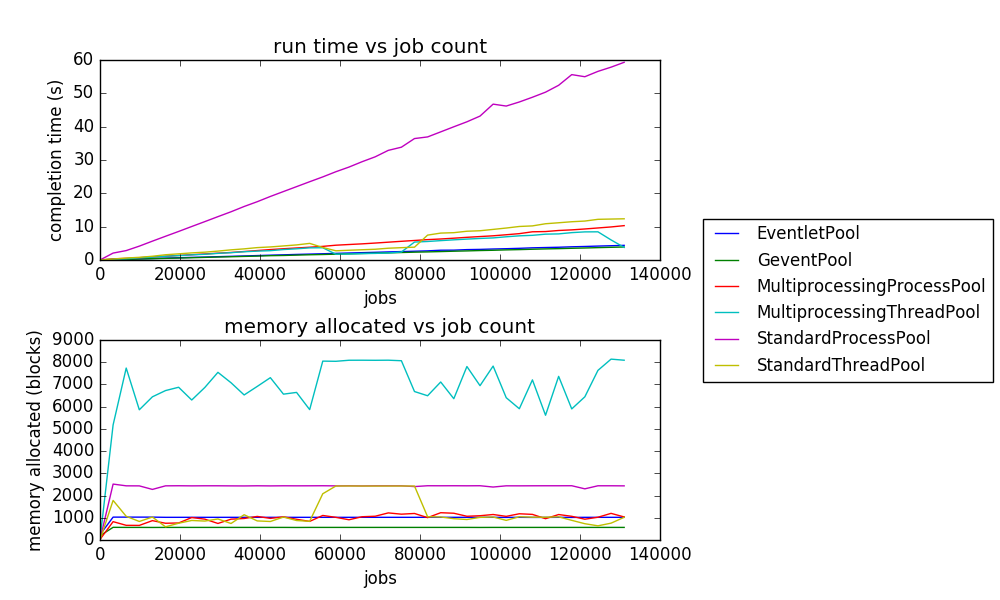 run time vs job count
60
50
40
30
20
10
0
completion time (s)
0 20000 40000 60000 80000 100000 120000 140000
jobs
memory allocated vs job count
9000
8000
7000
6000
5000
4000
3000
2000
1000
0
memory allocated (blocks)
0 20000 40000 60000 80000 100000 120000 140000
jobs
EventletPool
GeventPool
MultiprocessingProcessPool
MultiprocessingThreadPool
StandardProcessPool
StandardThreadPool